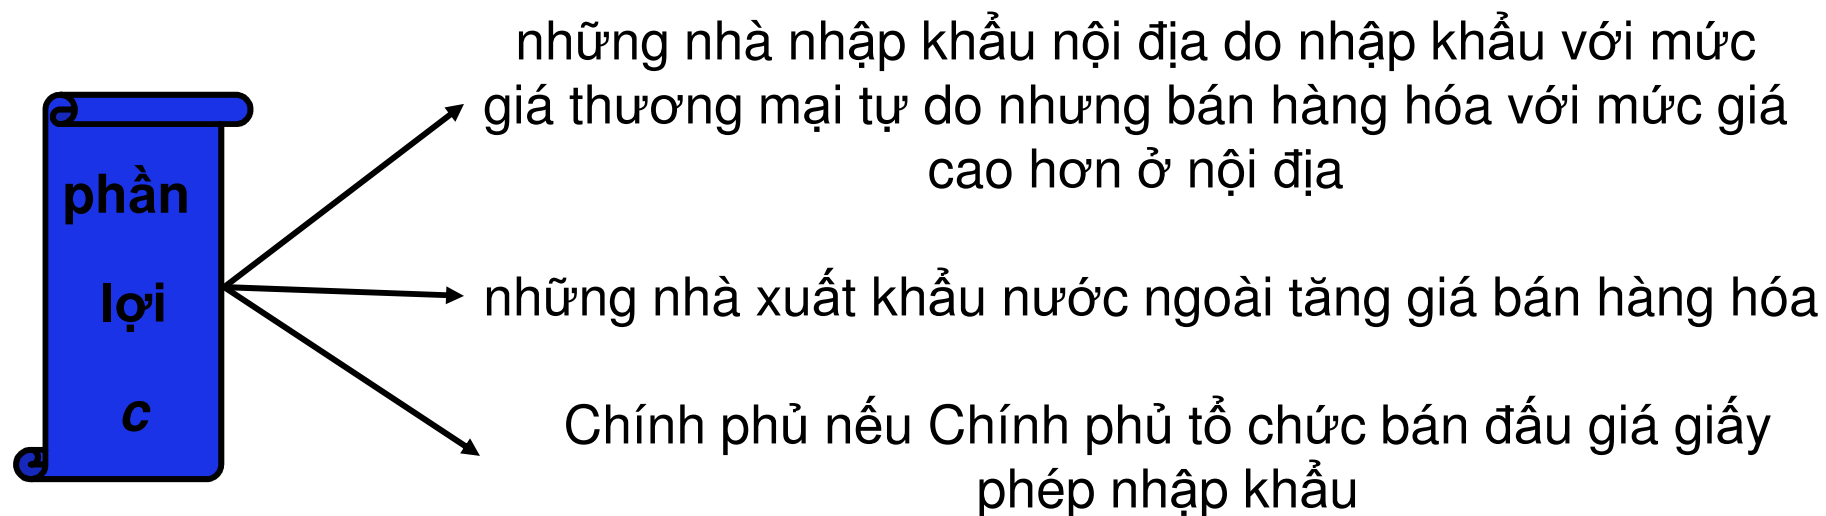 phần
lợi
c
những nhà nhập khẩu nội địa do nhập khẩu với mức
giá thương mại tự do nhưng bán hàng hóa với mức giá
cao hơn ở nội địa
những nhà xuất khẩu nước ngoài tăng giá bán hàng hóa
Chính phủ nếu Chính phủ tổ chức bán đấu giá giấy
phép nhập khẩu